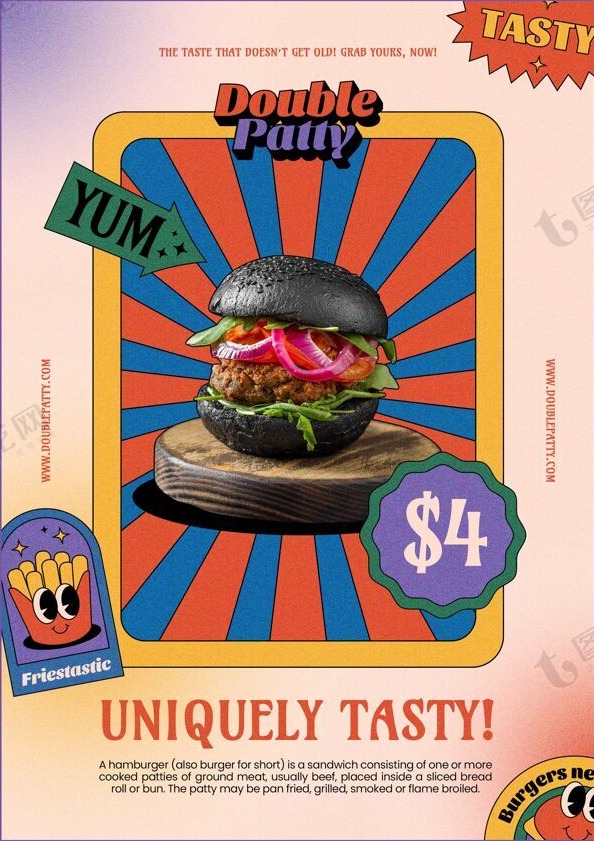 TASTY
THE TASTE THAT DOESN'T GET OLD! GRAB YOURS, NOW!
Double
Patty
YUM
WWW.DOUBLEPATTY.COM
WWW.DOUBLEPATTY.COM
$4
Friestastic
UNIQUELY TASTY!
A hamburger (also burger for short) is a sandwich consisting of one or more
cooked patties of ground meat, usually beef, placed inside a sliced bread
roll or bun. The patty may be pan fried, grilled, smoked or flame broiled.
Burgers ne